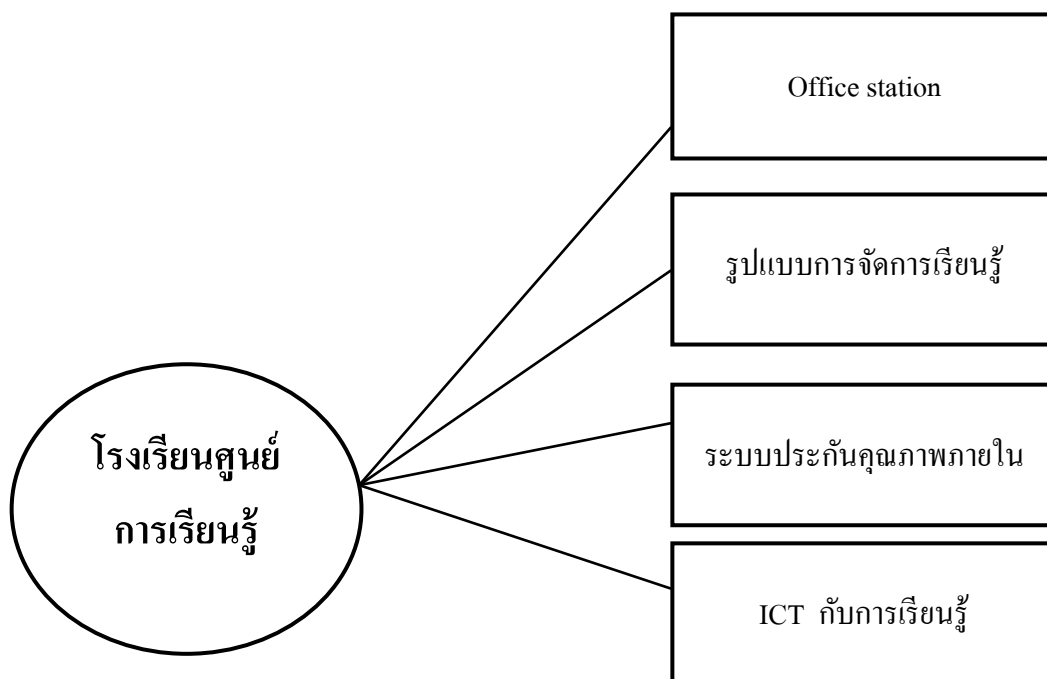 Office station
รูปแบบการจัดการเรียนรู้
โรงเรียนศูนย์
การเรียนรู้
ระบบประกันคุณภาพภายใน
ICT กับการเรียนรู้